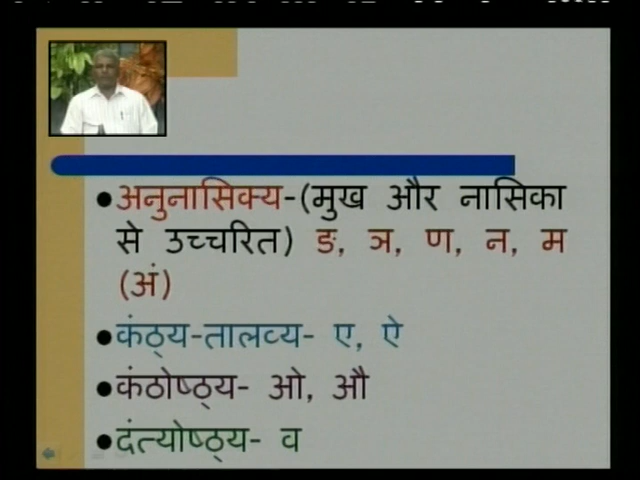 अनुनासिक्य-(मुख और नासिका
से उच्चरित) ङ, ञ, ण, न, म
(अं)
कंठ्य-तालव्य- ए, ऐ
कंठोष्ठ्य- ओ, औ
दंत्योष्ठ्य- व